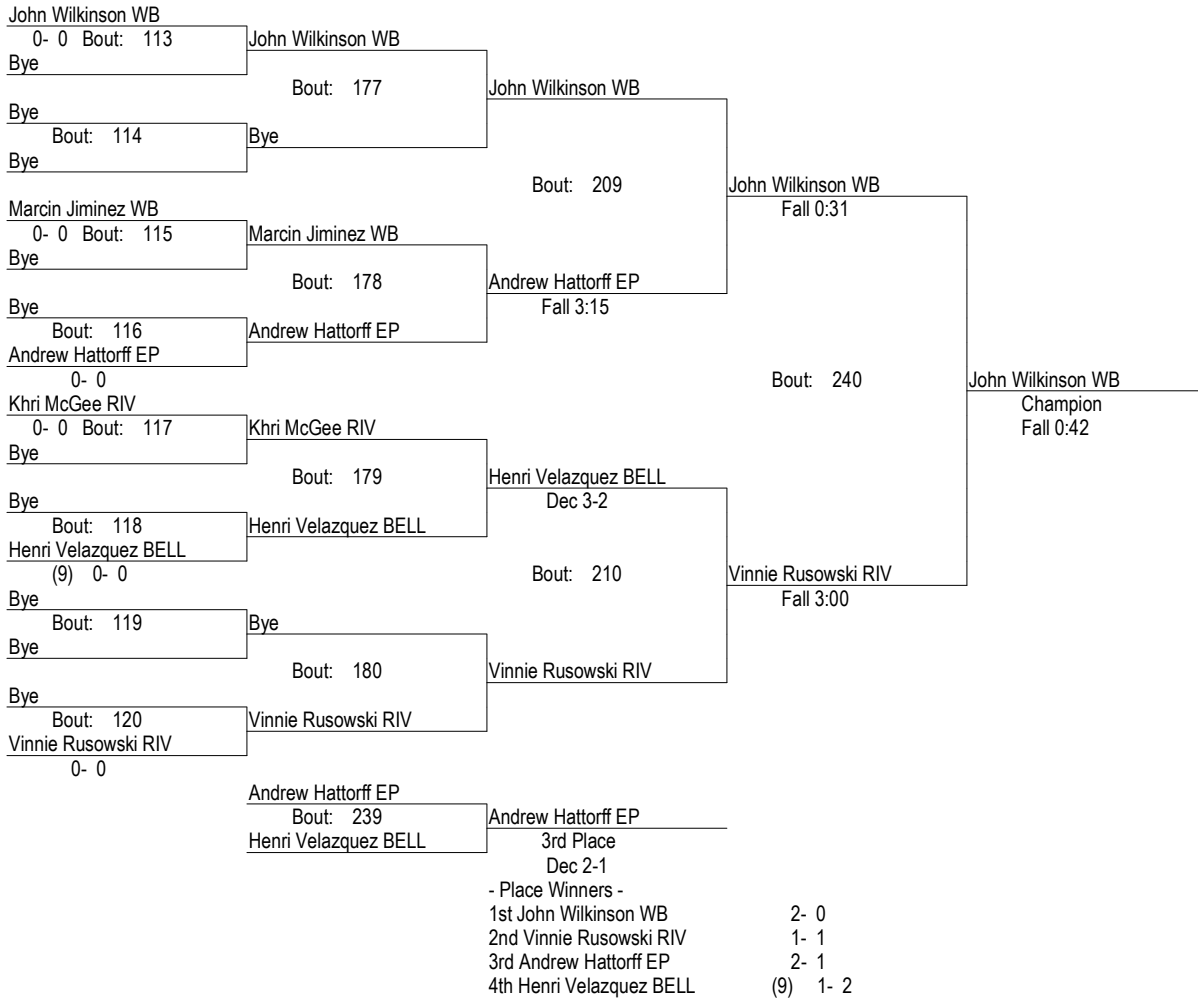 John Wilkinson WB
0- 0 Bout: 113
John Wilkinson WB
Bye
Bout: 177
John Wilkinson WB
Bye
Bout: 114
Bye
Bye
Bout: 209
John Wilkinson WB
Fall 0:31
Marcin Jiminez WB
0- 0 Bout: 115
Marcin Jiminez WB
Bye
Bout: 178
Andrew Hattorff EP
Fall 3:15
Bye
Bout: 116
Andrew Hattorff EP
Andrew Hattorff EP
0- 0
Bout: 240
John Wilkinson WB
Champion
Fall 0:42
Khri McGee RIV
0- 0 Bout: 117
Khri McGee RIV
Bye
Bout: 179
Henri Velazquez BELL
Dec 3-2
Bye
Bout: 118
Henri Velazquez BELL
Henri Velazquez BELL
(9) 0- 0
Bout: 210
Vinnie Rusowski RIV
Fall 3:00
Bye
Bout: 119
Bye
Bye
Bout: 180
Vinnie Rusowski RIV
Bye
Bout: 120
Vinnie Rusowski RIV
Vinnie Rusowski RIV
0- 0
Andrew Hattorff EP
Bout: 239
Andrew Hattorff EP
Henri Velazquez BELL
3rd Place
Dec 2-1
- Place Winners -
1st John Wilkinson WB 2- 0
2nd Vinnie Rusowski RIV 1- 1
3rd Andrew Hattorff EP 2- 1
4th Henri Velazquez BELL (9) 1- 2